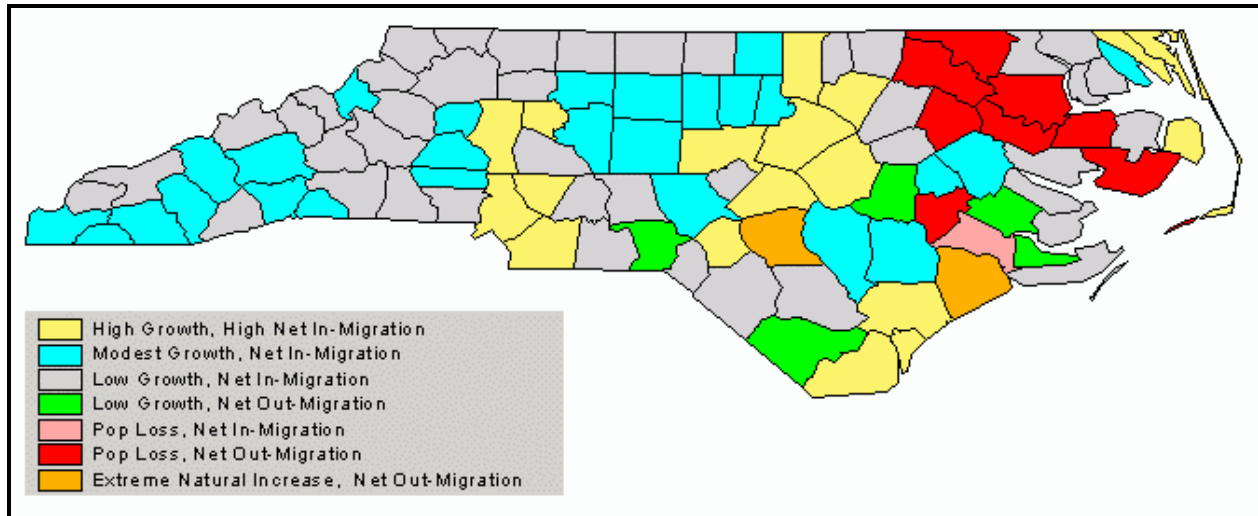 High Growth, High Net In-Migration
Modest Growth, Net In-Migration
Low Growth, Net In-Migration
Low Growth, Net Out-Migration
Pop Loss, Net In-Migration
Pop Loss, Net Out-Migration
Extreme Natural Increase, Net Out-Migration